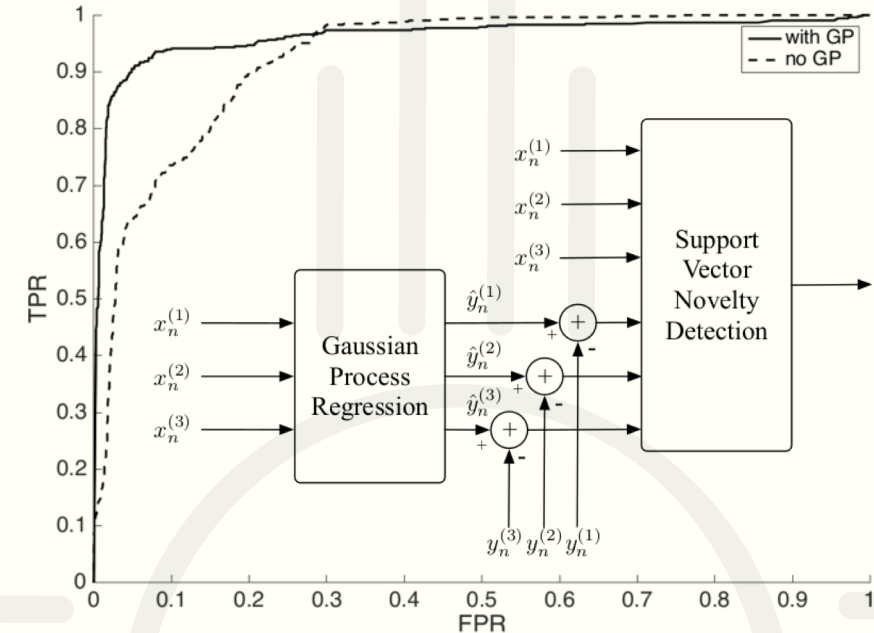 1
0.9
0.8
0.7
0.6
0.5
0.4
0.3
0.2
0.1
0
TPR
with GP
no GP
x_n^{(1)}
x_n^{(2)}
x_n^{(3)}
Support
Vector
Novelty
Detection
x_n^{(1)}
x_n^{(2)}
x_n^{(3)}
Gaussian
Process
Regression
ŷ_n^{(1)}
ŷ_n^{(2)}
ŷ_n^{(3)}
+
+ -
+
+ -
+
+ -
y_n^{(3)} y_n^{(2)} y_n^{(1)}
0 0.1 0.2 0.3 0.4 0.5 0.6 0.7 0.8 0.9 1
FPR